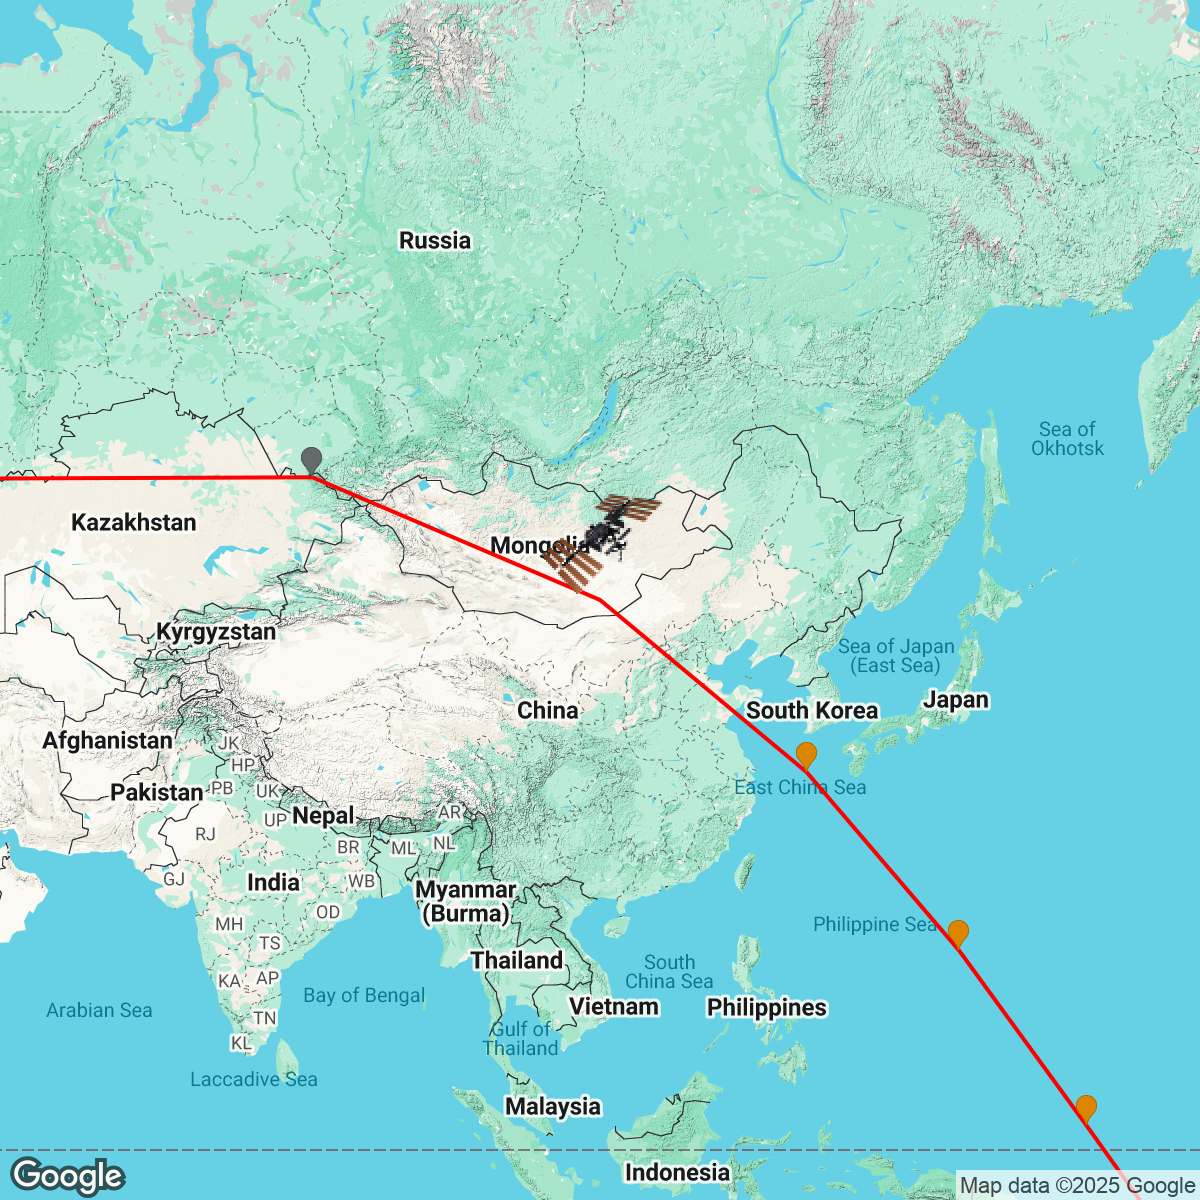 Russia
Sea of
Okhotsk
Kazakhstan
Mongolia
Kyrgyzstan
Sea of Japan
(East Sea)
China
South Korea
Japan
Afghanistan
JK
HP
Pakistan
PB
UK
East China Sea
Nepal
UP
AR
RJ
BR
ML
NL
GJ
India
WB
Myanmar
(Burma)
OD
MH
Philippine Sea
TS
Thailand
South
China Sea
KA
AP
Bay of Bengal
Arabian Sea
Vietnam
Philippines
TN
Gulf of
Thailand
KL
Laccadive Sea
Malaysia
Indonesia
Google
Map data ©2025 Google